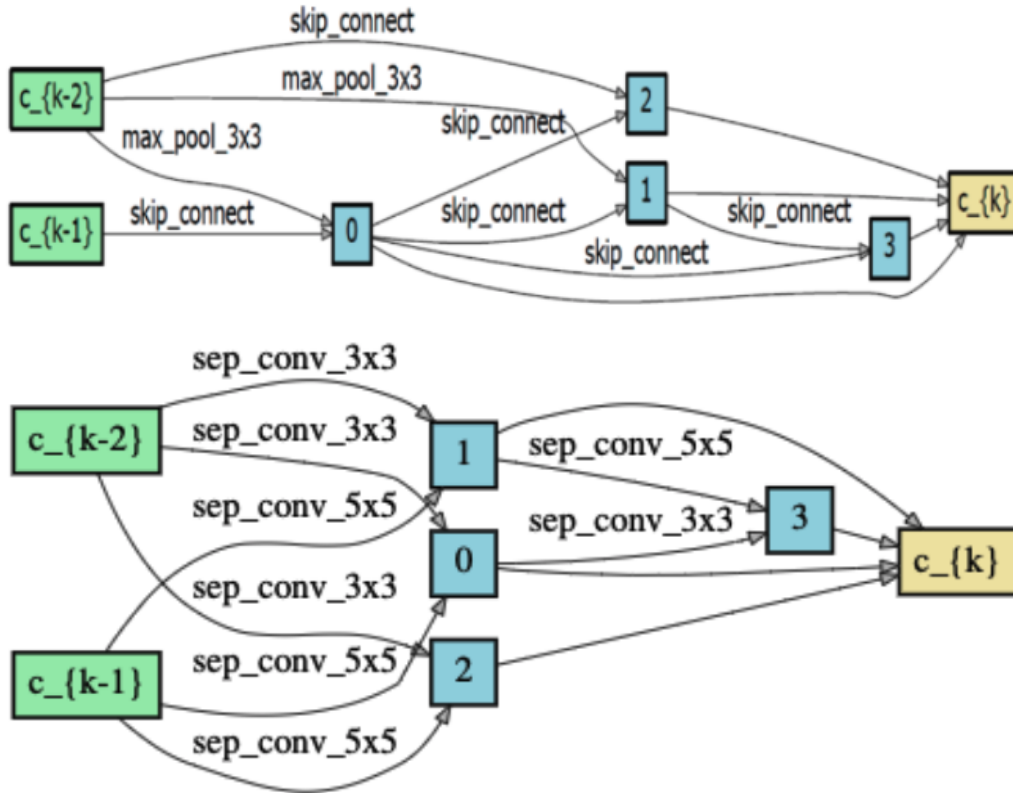 skip_connect
c_{k-2}
max_pool_3x3
2
skip_connect
max_pool_3x3
1
c_{k-1}
skip_connect
0
skip_connect
skip_connect
c_{k}
skip_connect
3
sep_conv_3x3
c_{k-2}
sep_conv_3x3
1
sep_conv_5x5
sep_conv_5x5
sep_conv_3x3
3
0
c_{k}
sep_conv_3x3
sep_conv_5x5
2
c_{k-1}
sep_conv_5x5